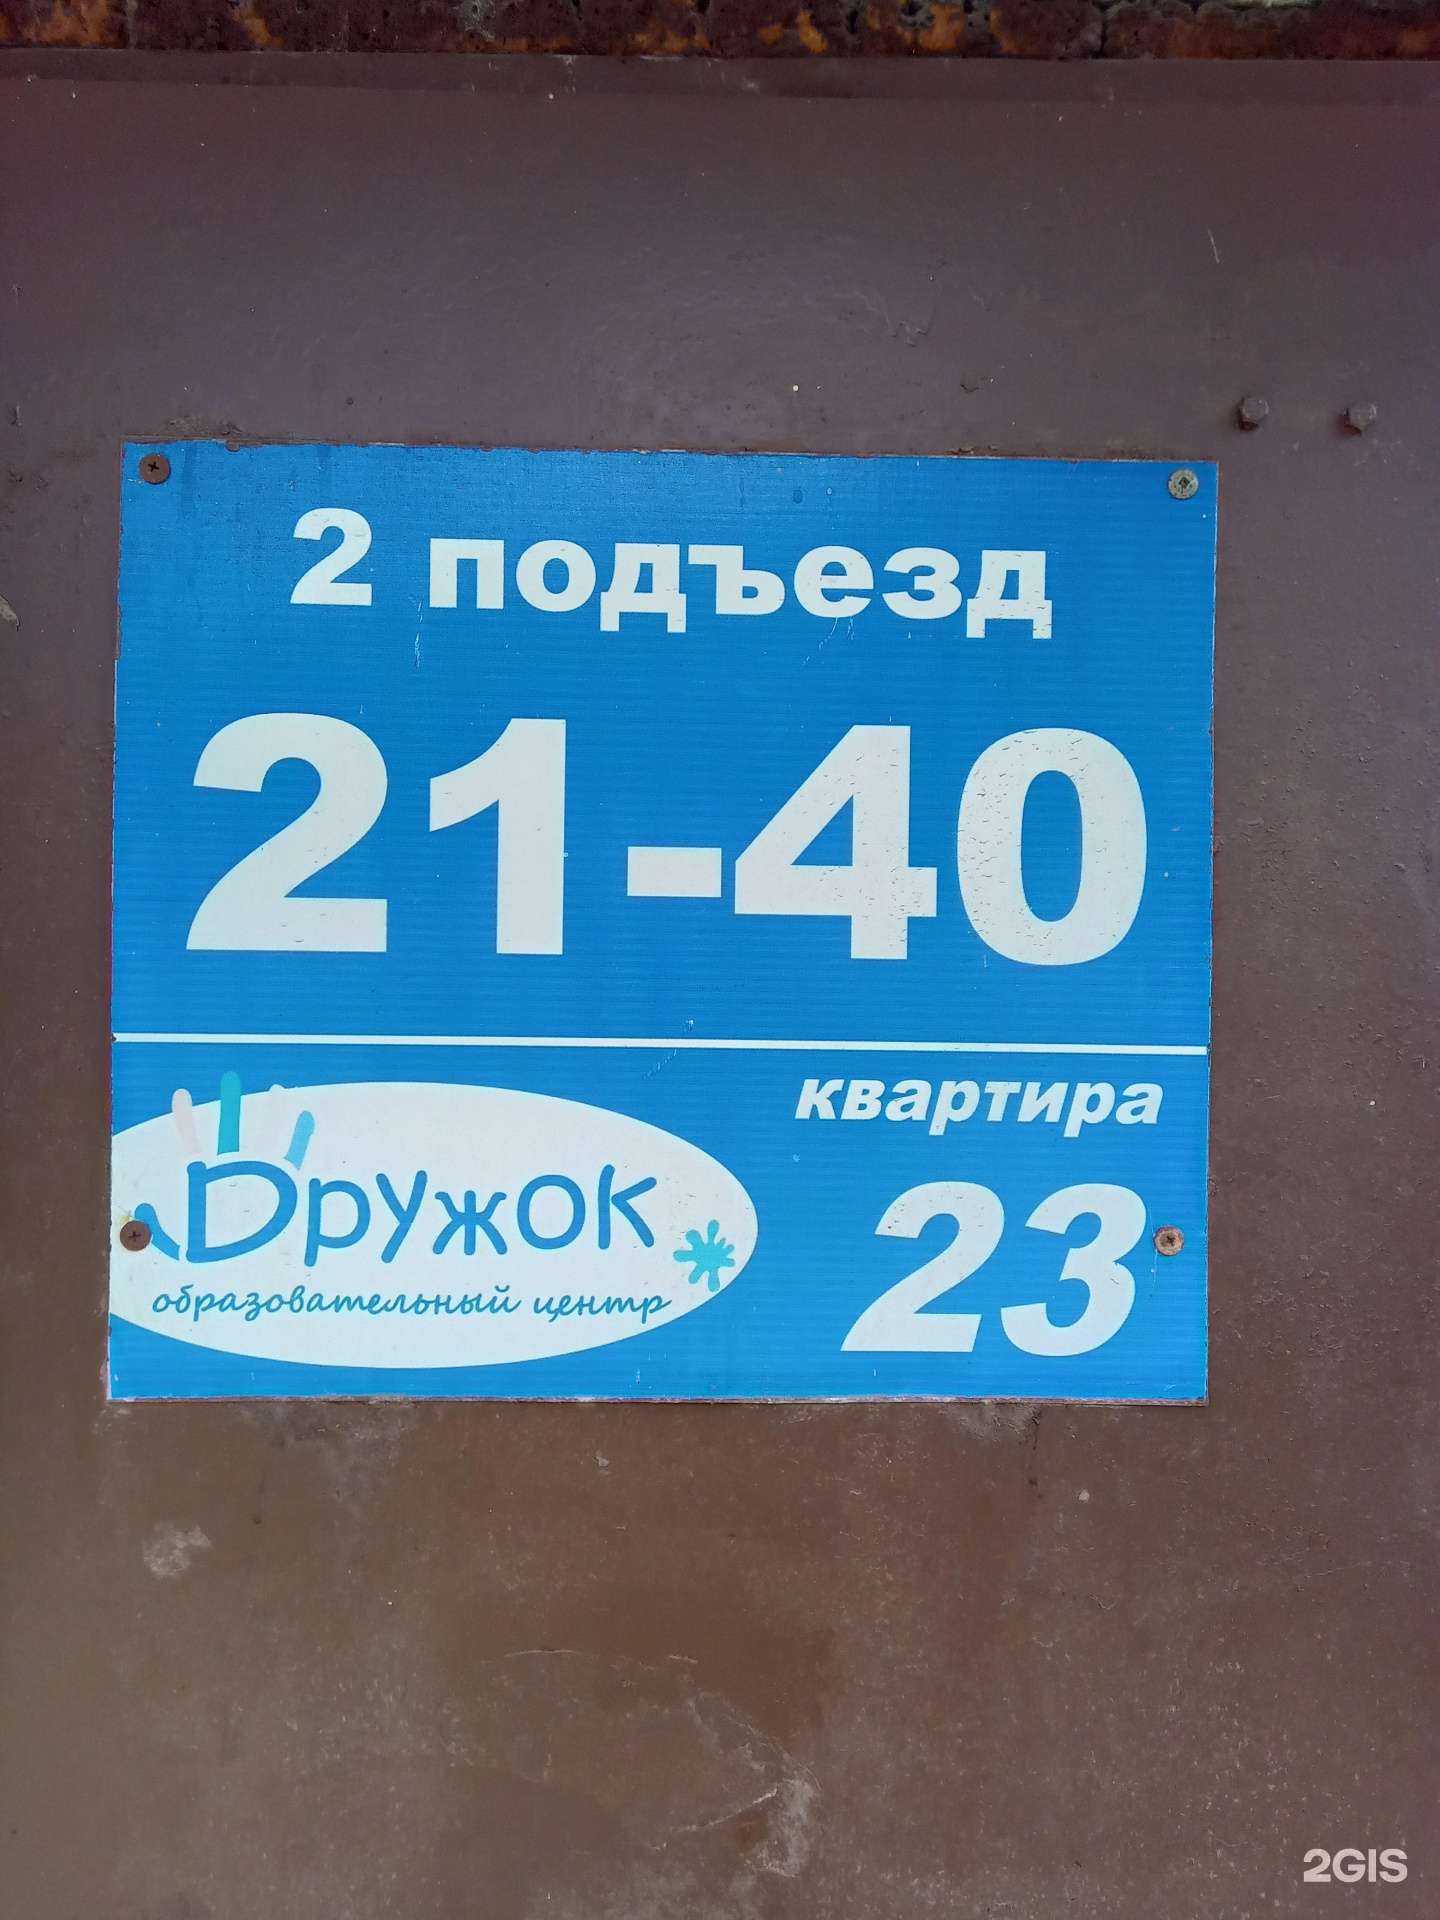 2 подъезд
21-40
квартира
23
Дружок
образовательный центр
2GIS